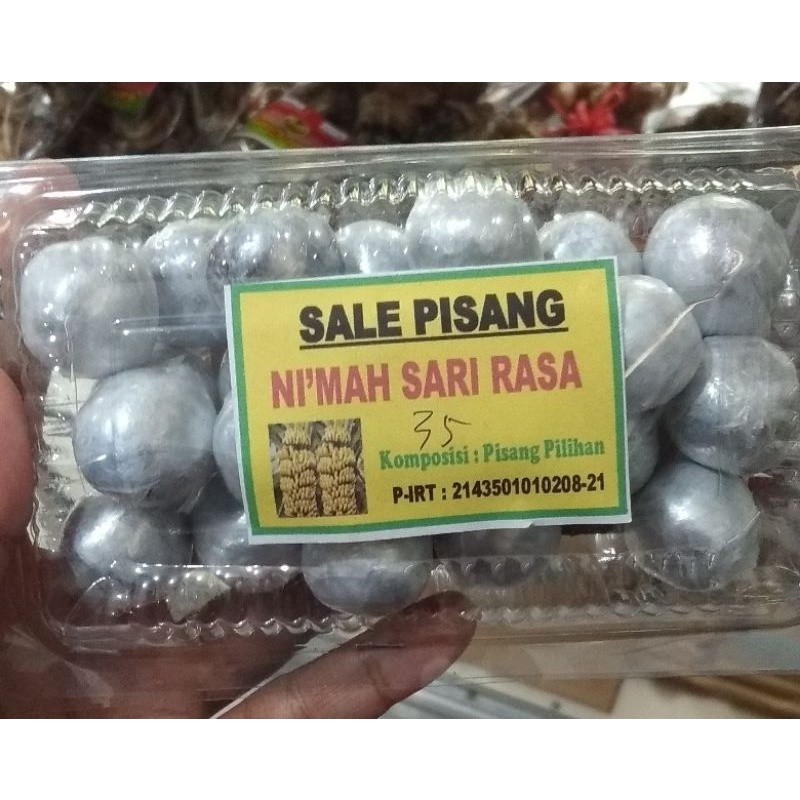 SALE PISANG
NI'MAH SARI RASA
35
Komposisi : Pisang Pilihan
P-IRT : 2143501010208-21